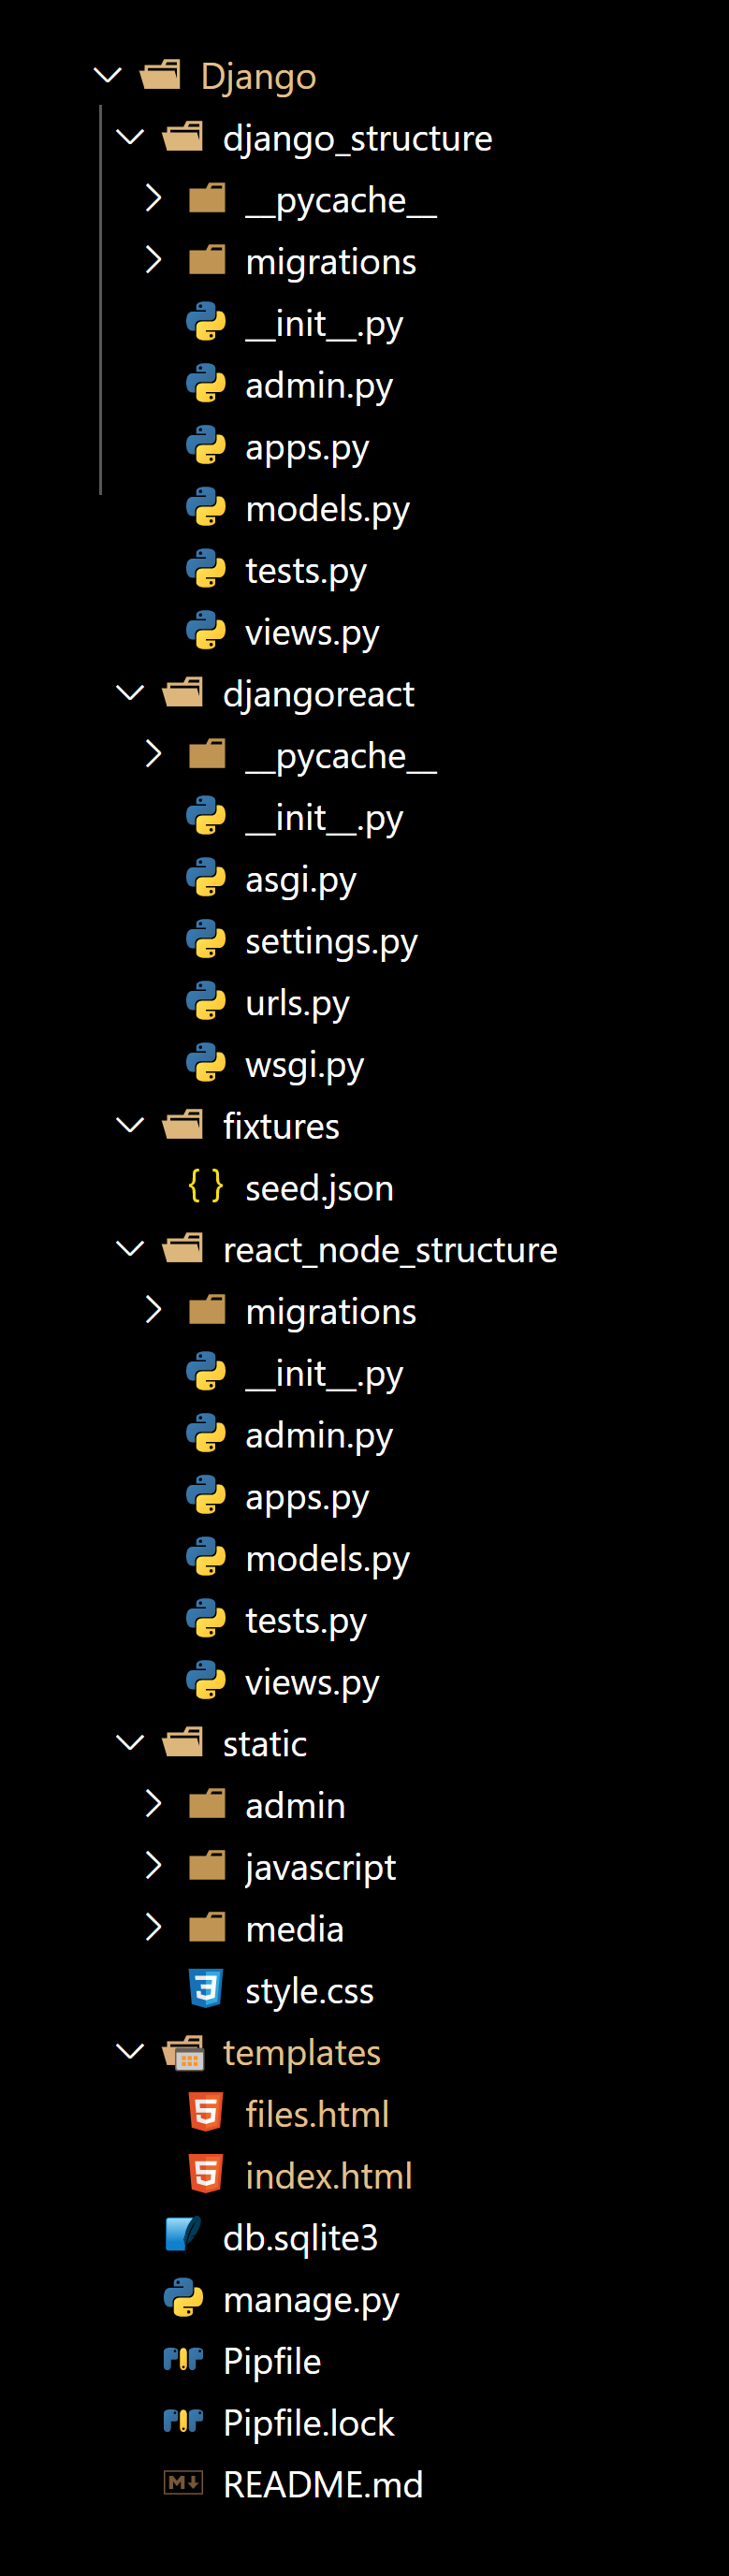 Django
django_structure
__pycache__
migrations
__init__.py
admin.py
apps.py
models.py
tests.py
views.py
djangoreact
__pycache__
__init__.py
asgi.py
settings.py
urls.py
wsgi.py
fixtures
{ } seed.json
react_node_structure
migrations
__init__.py
admin.py
apps.py
models.py
tests.py
views.py
static
admin
javascript
media
style.css
templates
files.html
index.html
db.sqlite3
manage.py
Pipfile
Pipfile.lock
README.md